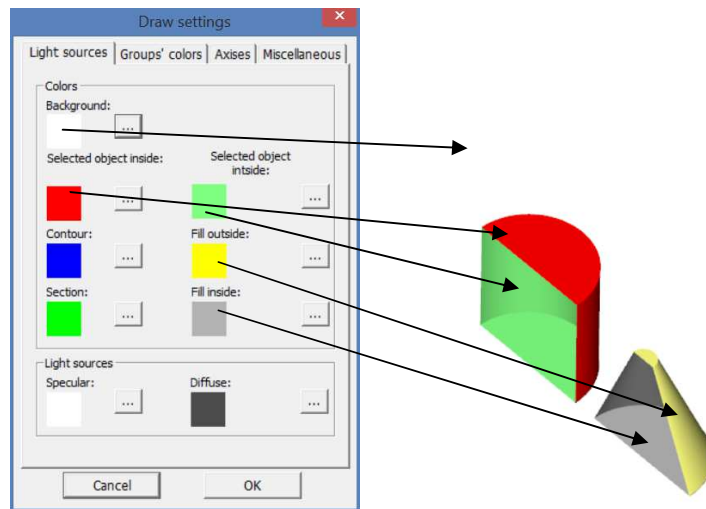 Draw settings
×
Light sources Groups' colors Axises Miscellaneous
Colors
Background:
...
Selected object inside:
Selected object
intside:
... ...
Contour: Fill outside:
... ...
Section: Fill inside:
... ...
Light sources
Specular: Diffuse:
... ...
Cancel OK